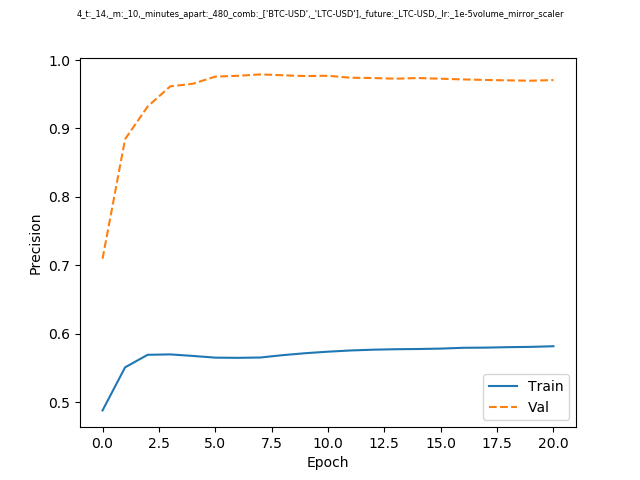 4_t:_14,_m:_10,_minutes_apart:_480_comb:_['BTC-USD',_'LTC-USD'],_future:_LTC-USD,_lr:_1e-5volume_mirror_scaler
1.0
0.9
0.8
0.7
0.6
0.5
Precision
Train
Val
0.0 2.5 5.0 7.5 10.0 12.5 15.0 17.5 20.0
Epoch